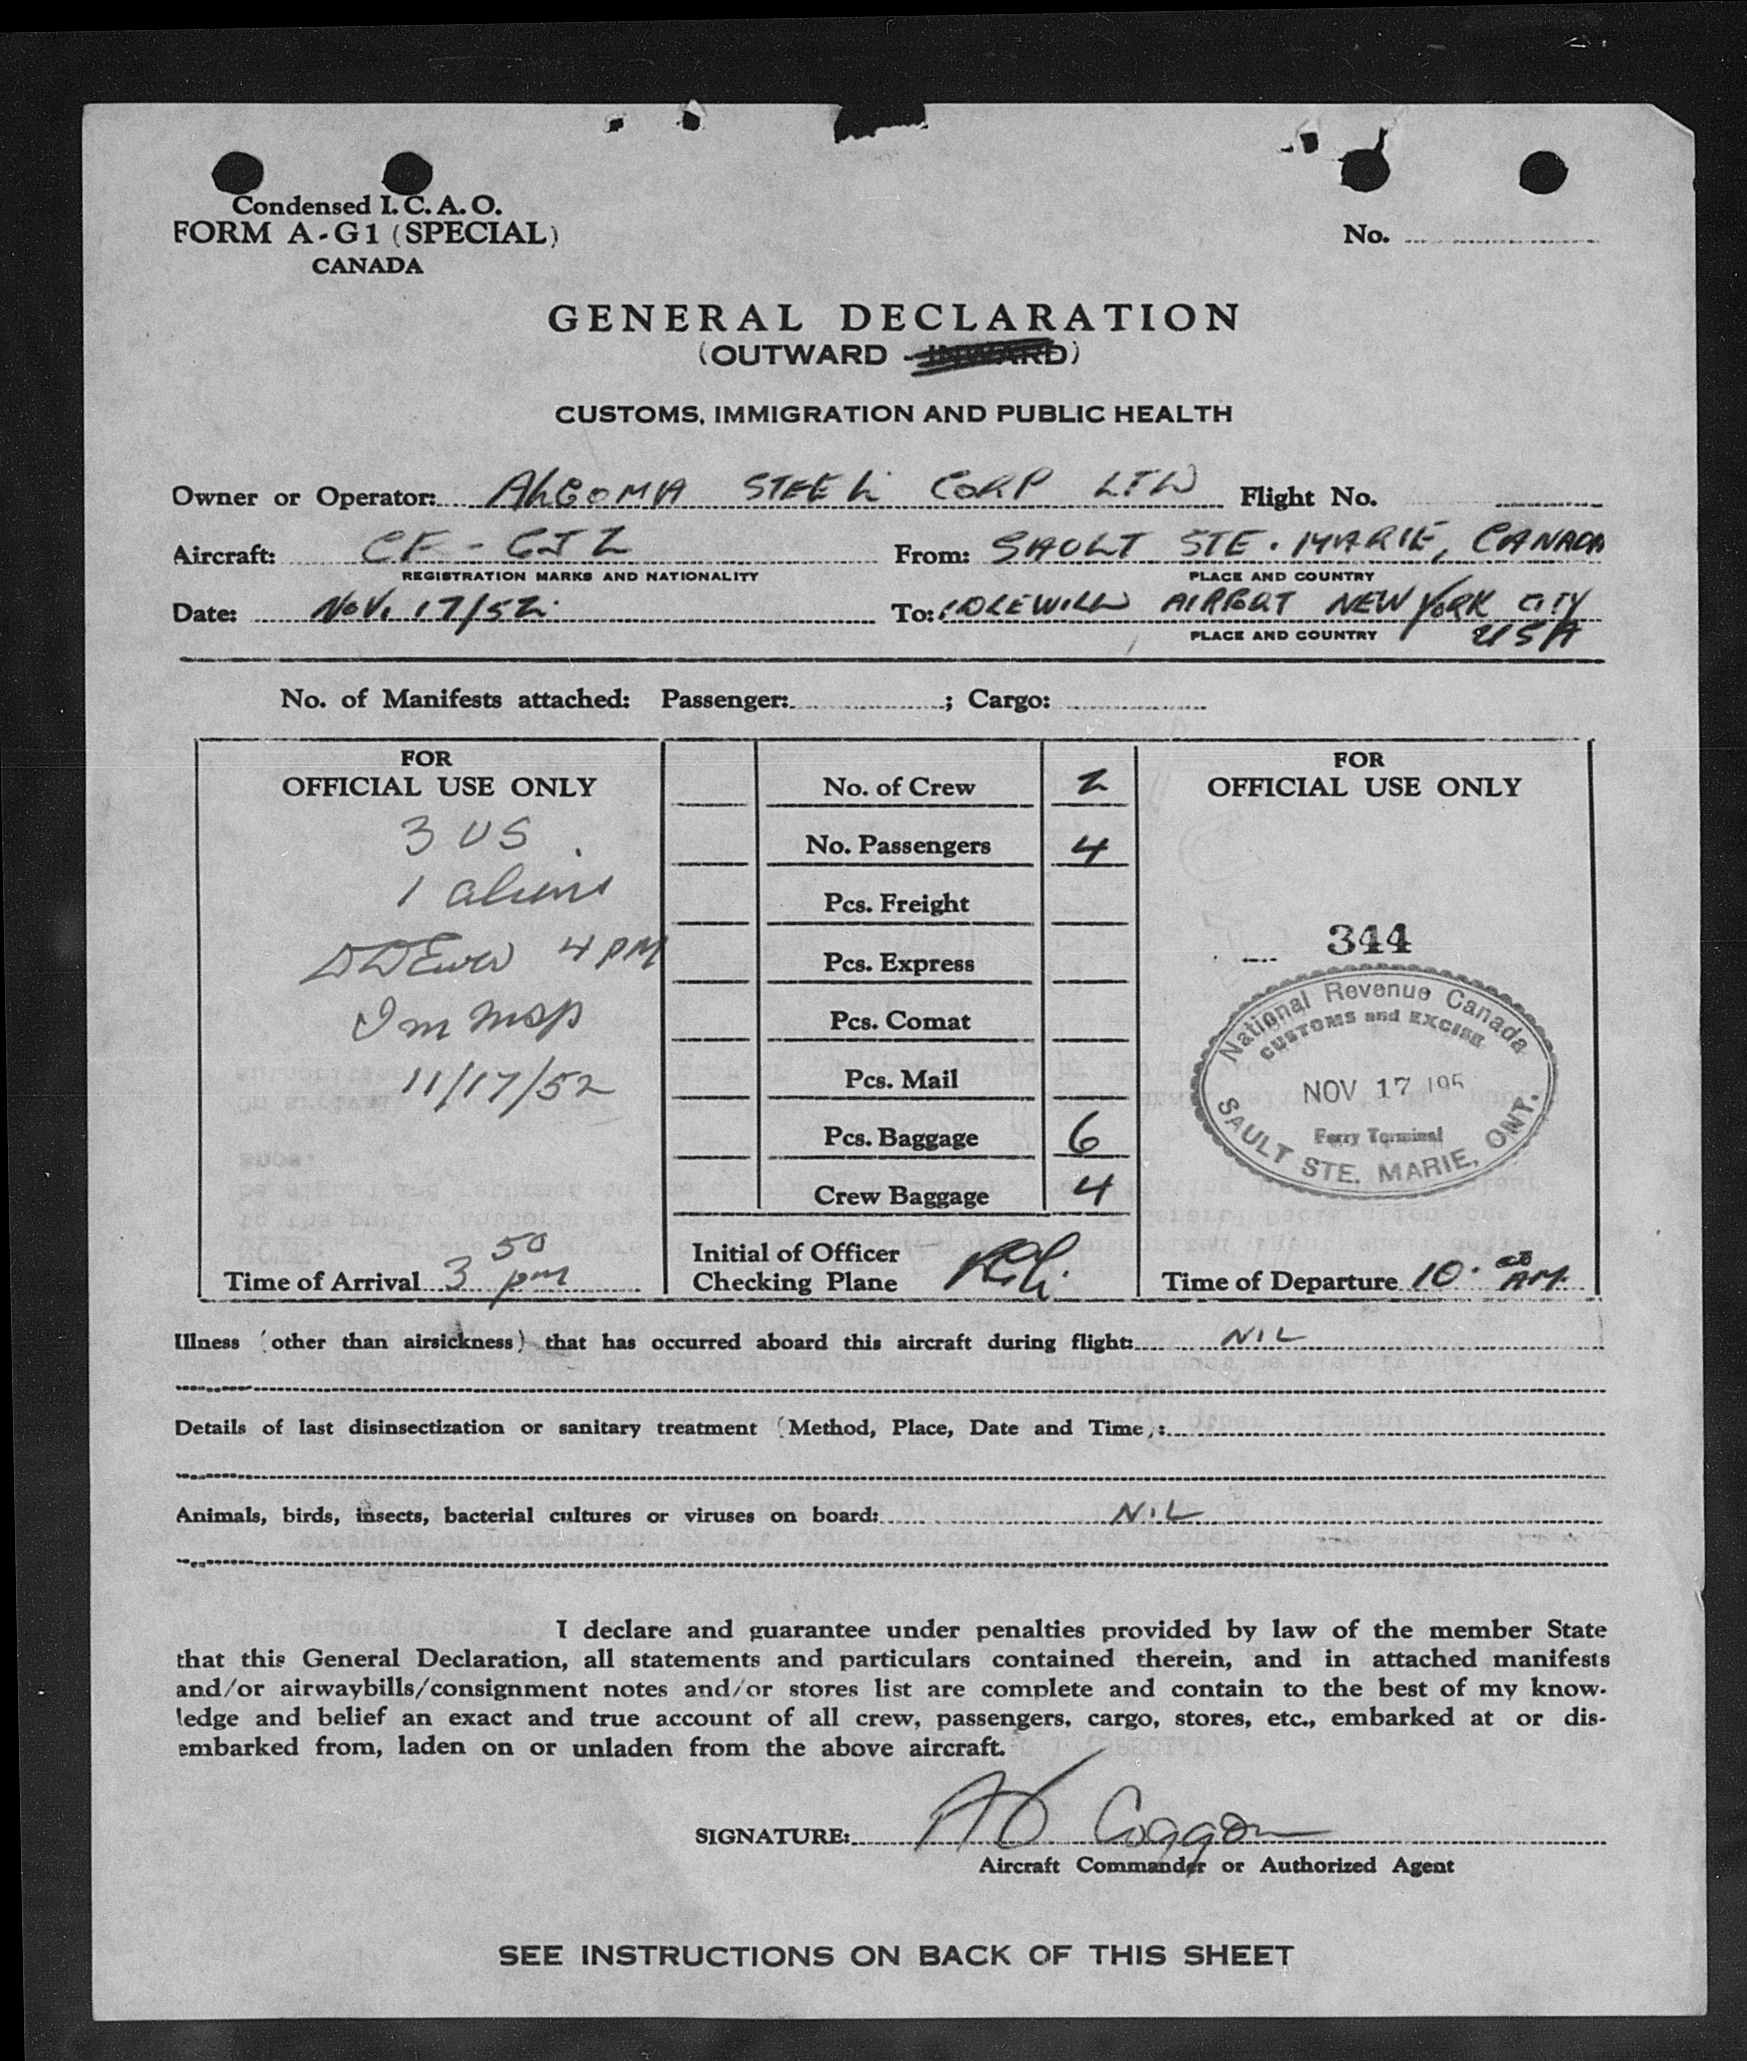 Condensed I. C. A. O.
FORM A-G1 (SPECIAL)
CANADA
No.
GENERAL DECLARATION
(OUTWARD - INWARD)
CUSTOMS, IMMIGRATION AND PUBLIC HEALTH
Owner or Operator: ALGOMA STEEL CORP LTD Flight No.
Aircraft: CF - GJZ From: SAULT STE. MARIE, CANADA
REGISTRATION MARKS AND NATIONALITY PLACE AND COUNTRY
Date: NOV. 17/52. To: IDLEWILD AIRPORT NEW YORK CITY
PLACE AND COUNTRY USA
No. of Manifests attached: Passenger: ; Cargo:
FOR
OFFICIAL USE ONLY
3 US
1 aliens
4 PM
Imm Insp
11/17/52
Time of Arrival 3 50 pm
No. of Crew 2
No. Passengers 4
Pcs. Freight
Pcs. Express
Pcs. Comat
Pcs. Mail
Pcs. Baggage 6
Crew Baggage 4
Initial of Officer
Checking Plane
FOR
OFFICIAL USE ONLY
344
National Revenue Canada
CUSTOMS and EXCISE
NOV 17 195
Ferry Terminal
SAULT STE. MARIE, ONT.
Time of Departure 10.00 AM.
Illness (other than airsickness) that has occurred aboard this aircraft during flight: NIL
Details of last disinsectization or sanitary treatment (Method, Place, Date and Time):
Animals, birds, insects, bacterial cultures or viruses on board: NIL
I declare and guarantee under penalties provided by law of the member State
that this General Declaration, all statements and particulars contained therein, and in attached manifests
and/or airwaybills/consignment notes and/or stores list are complete and contain to the best of my know-
ledge and belief an exact and true account of all crew, passengers, cargo, stores, etc., embarked at or dis-
embarked from, laden on or unladen from the above aircraft.
SIGNATURE: Coggon
Aircraft Commander or Authorized Agent
SEE INSTRUCTIONS ON BACK OF THIS SHEET